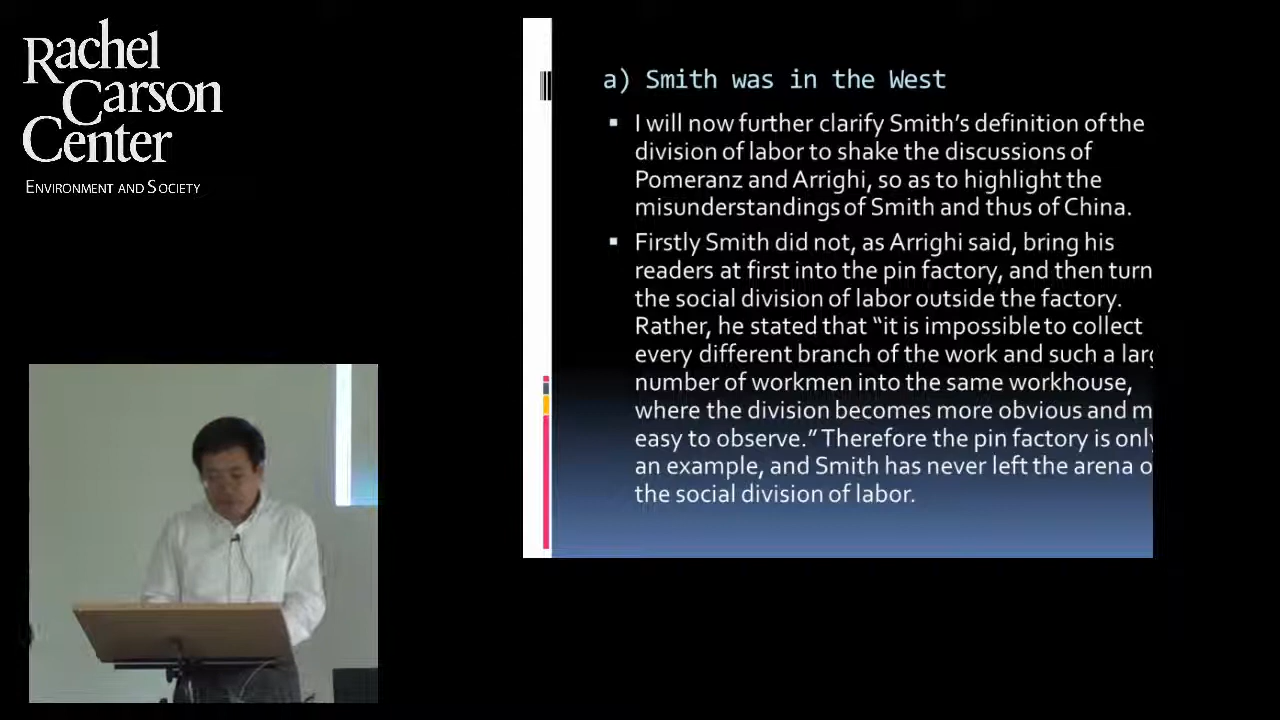 Rachel
Carson
Center
ENVIRONMENT AND SOCIETY
a) Smith was in the West
▪ I will now further clarify Smith's definition of the
division of labor to shake the discussions of
Pomeranz and Arrighi, so as to highlight the
misunderstandings of Smith and thus of China.
▪ Firstly Smith did not, as Arrighi said, bring his
readers at first into the pin factory, and then turn
the social division of labor outside the factory.
Rather, he stated that “it is impossible to collect
every different branch of the work and such a larg
number of workmen into the same workhouse,
where the division becomes more obvious and m
easy to observe.” Therefore the pin factory is only
an example, and Smith has never left the arena o
the social division of labor.